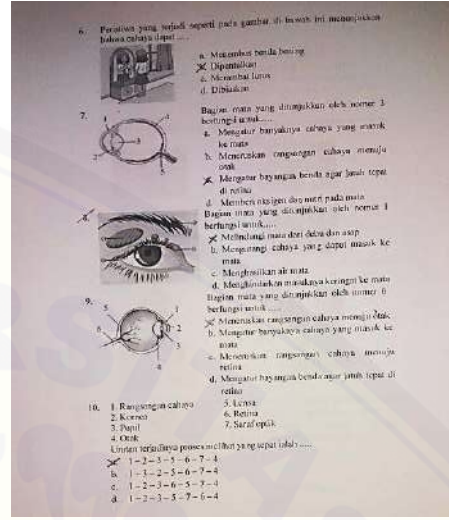 6. Peristiwa yang terjadi seperti pada gambar di bawah ini menunjukkan
bahwa cahaya dapat ....
a. Menembus benda bening
b. Dipantulkan
c. Merambat lurus
d. Dibiaskan
7. Bagian mata yang ditunjukkan oleh nomor 3
berfungsi untuk.....
a. Mengatur banyaknya cahaya yang masuk
ke mata
b. Meneruskan rangsangan cahaya menuju
otak
Mengatur bayangan benda agar jatuh tepat
di retina
d. Memberi oksigen dan nutri pada mata
8. Bagian mata yang ditunjukkan oleh nomor 1
berfungsi untuk.....
Melindungi mata dari debu dan asap
b. Mengurangi cahaya yang dapat masuk ke
mata
c. Menghasilkan air mata
d. Menghindarkan masuknya keringat ke mata
9. Bagian mata yang ditunjukkan oleh nomor 6
berfungsi untuk.....
Meneruskan rangsangan cahaya menuju otak
b. Mengatur banyaknya cahaya yang masuk ke
mata
c. Meneruskan rangsangan cahaya menuju
retina
d. Mengatur bayangan benda agar jatuh tepat di
retina
10. 1. Rangsangan cahaya 5. Lensa
2. Kornea 6. Retina
3. Pupil 7. Saraf optik
4. Otak
Urutan terjadinya proses melihat yang tepat ialah .....
1 – 2 – 3 – 5 – 6 – 7 – 4
b. 1 – 3 – 2 – 5 – 6 – 7 – 4
c. 1 – 2 – 3 – 6 – 5 – 7 – 4
d. 1 – 2 – 3 – 5 – 7 – 6 – 4